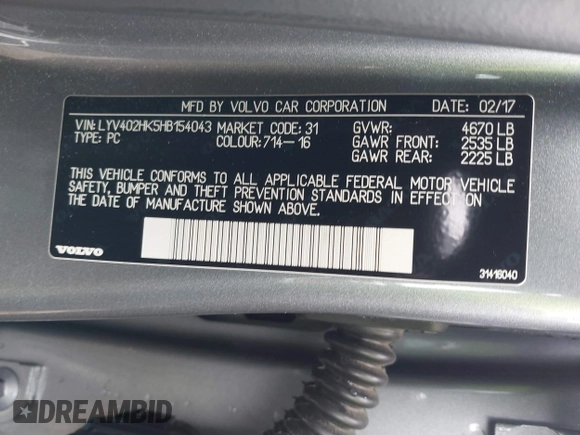 MFD BY VOLVO CAR CORPORATION DATE: 02/17
VIN: LYV402HK5HB154043 MARKET CODE: 31 GVWR: 4670 LB
TYPE: PC COLOUR: 714-16 GAWR FRONT: 2535 LB
GAWR REAR: 2225 LB
THIS VEHICLE CONFORMS TO ALL APPLICABLE FEDERAL MOTOR VEHICLE
SAFETY, BUMPER AND THEFT PREVENTION STANDARDS IN EFFECT ON
THE DATE OF MANUFACTURE SHOWN ABOVE.
VOLVO 31416040
DREAMBID